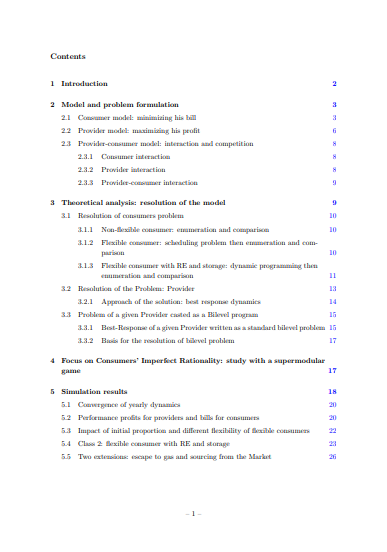 Contents
1 Introduction 2
2 Model and problem formulation 3
2.1 Consumer model: minimizing his bill 3
2.2 Provider model: maximizing his profit 6
2.3 Provider-consumer model: interaction and competition 8
2.3.1 Consumer interaction 8
2.3.2 Provider interaction 8
2.3.3 Provider-consumer interaction 9
3 Theoretical analysis: resolution of the model 9
3.1 Resolution of consumers problem 10
3.1.1 Non-flexible consumer: enumeration and comparison 10
3.1.2 Flexible consumer: scheduling problem then enumeration and com-
parison 10
3.1.3 Flexible consumer with RE and storage: dynamic programming then
enumeration and comparison 11
3.2 Resolution of the Problem: Provider 13
3.2.1 Approach of the solution: best response dynamics 14
3.3 Problem of a given Provider casted as a Bilevel program 15
3.3.1 Best-Response of a given Provider written as a standard bilevel problem 15
3.3.2 Basis for the resolution of bilevel problem 17
4 Focus on Consumers' Imperfect Rationality: study with a supermodular
game 17
5 Simulation results 18
5.1 Convergence of yearly dynamics 20
5.2 Performance profits for providers and bills for consumers 20
5.3 Impact of initial proportion and different flexibility of flexible consumers 22
5.4 Class 2: flexible consumer with RE and storage 23
5.5 Two extensions: escape to gas and sourcing from the Market 26
– 1 –